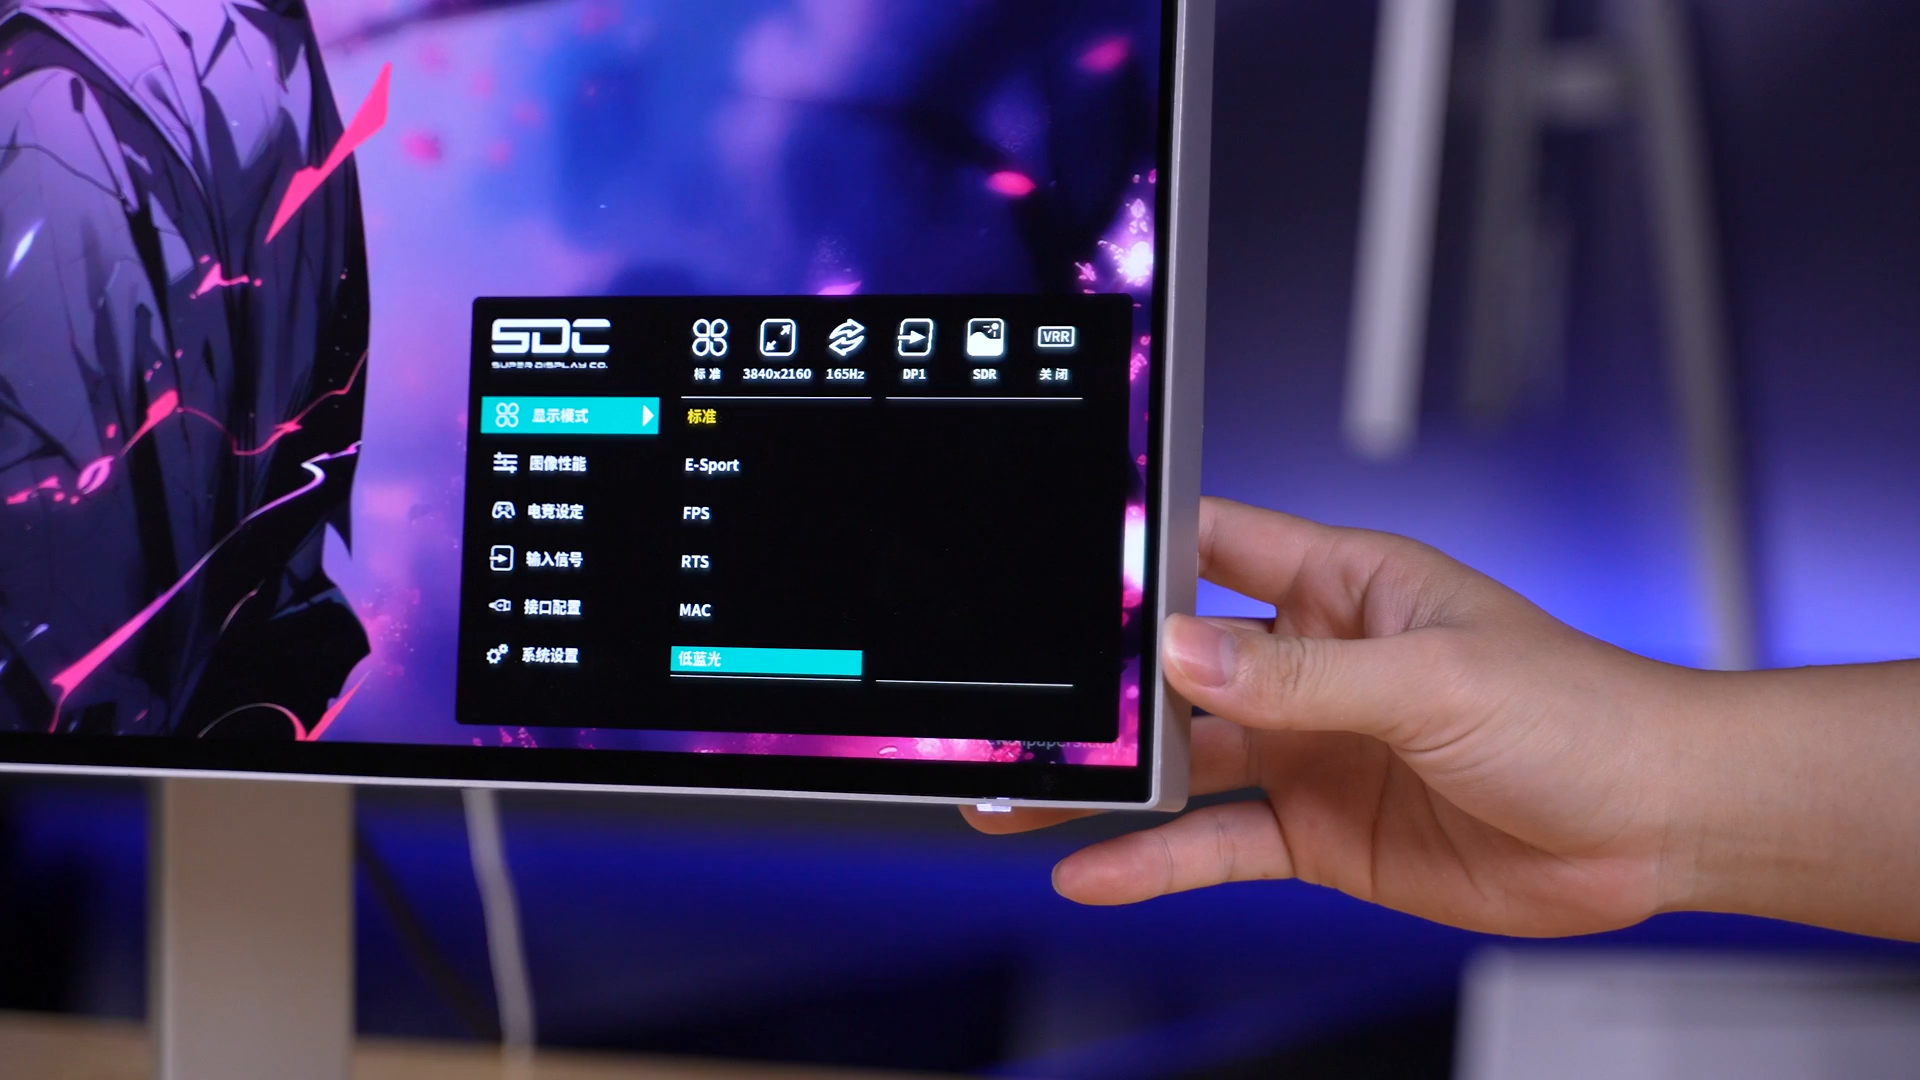 SDC
SUPER DISPLAY CO.
标准 3840x2160 165Hz DP1 SDR VRR 关闭
显示模式 标准
图像性能 E-Sport
电竞设定 FPS
输入信号 RTS
接口配置 MAC
系统设置 低蓝光